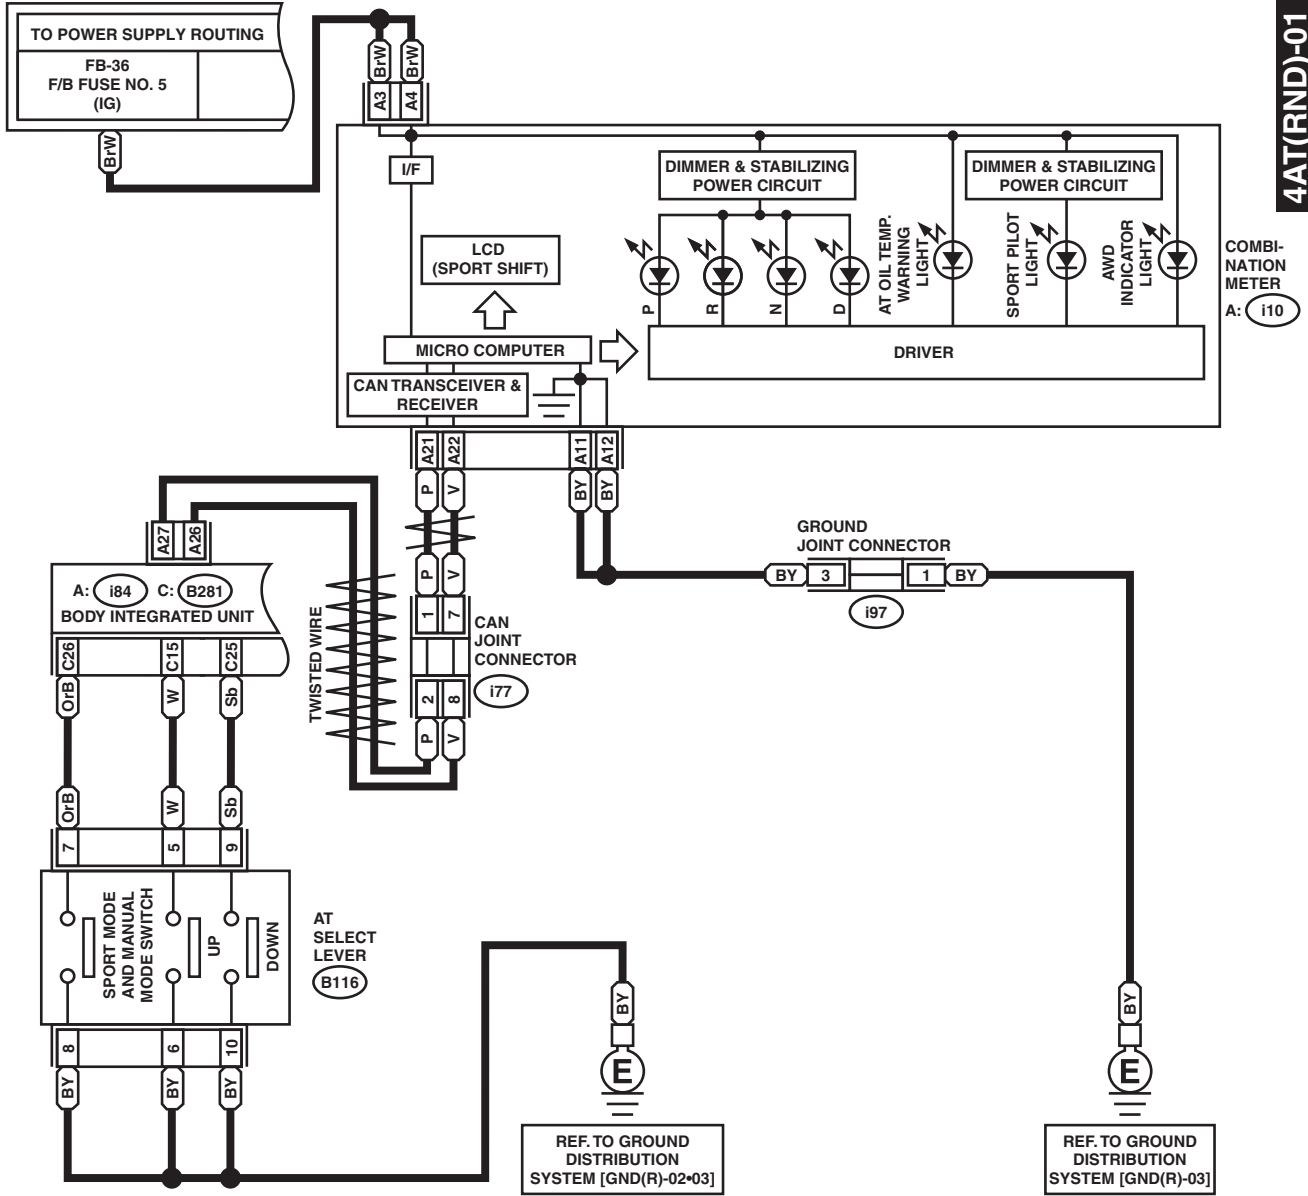 4AT(RND)-01
TO POWER SUPPLY ROUTING
FB-36
F/B FUSE NO. 5
(IG)
BrW
BrW
BrW
A3
A4
I/F
LCD
(SPORT SHIFT)
MICRO COMPUTER
CAN TRANSCEIVER &
RECEIVER
DIMMER & STABILIZING
POWER CIRCUIT
DIMMER & STABILIZING
POWER CIRCUIT
P
R
N
D
AT OIL TEMP.
WARNING
LIGHT
SPORT PILOT
LIGHT
AWD
INDICATOR
LIGHT
DRIVER
COMBI-
NATION
METER
A: i10
A21
A22
A11
A12
P
V
BY
BY
A27
A26
A: i84 C: B281
BODY INTEGRATED UNIT
C26
C15
C25
OrB
W
Sb
TWISTED WIRE
P
V
1
7
CAN
JOINT
CONNECTOR
i77
2
8
P
V
GROUND
JOINT CONNECTOR
BY 3 1 BY
i97
OrB
W
Sb
7
5
9
SPORT MODE
AND MANUAL
MODE SWITCH
UP
DOWN
AT
SELECT
LEVER
B116
8
6
10
BY
BY
BY
BY
E
REF. TO GROUND
DISTRIBUTION
SYSTEM [GND(R)-02•03]
BY
E
REF. TO GROUND
DISTRIBUTION
SYSTEM [GND(R)-03]